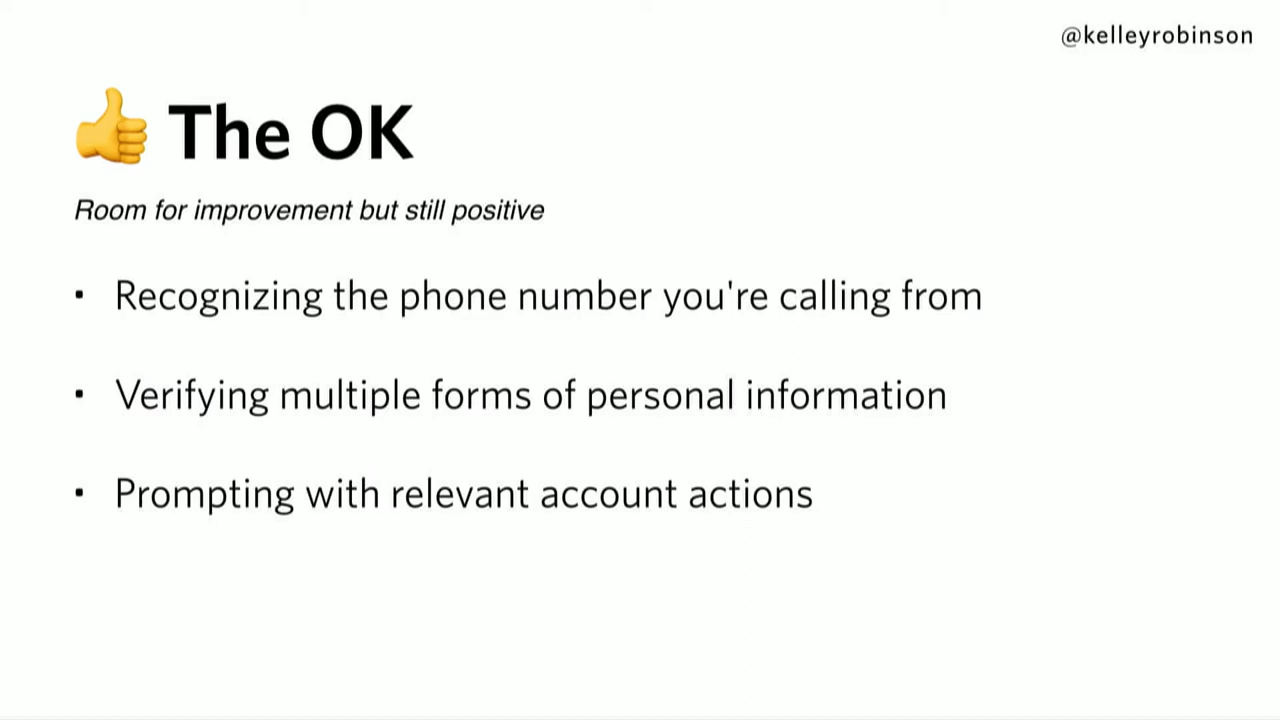 @kelleyrobinson
👍 The OK
Room for improvement but still positive
• Recognizing the phone number you're calling from
• Verifying multiple forms of personal information
• Prompting with relevant account actions